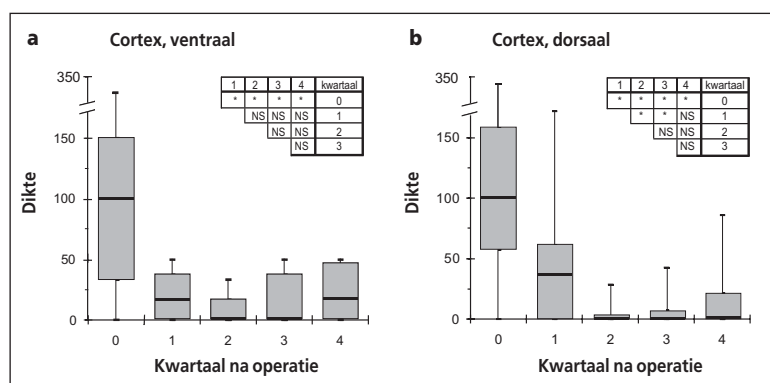 a Cortex, ventraal
350
150
100
50
0
Dikte
1 2 3 4 kwartaal
* * * * 0
NS NS NS 1
NS NS 2
NS 3
0 1 2 3 4
Kwartaal na operatie
b Cortex, dorsaal
350
150
100
50
0
Dikte
1 2 3 4 kwartaal
* * * * 0
* * NS 1
NS NS 2
NS 3
0 1 2 3 4
Kwartaal na operatie